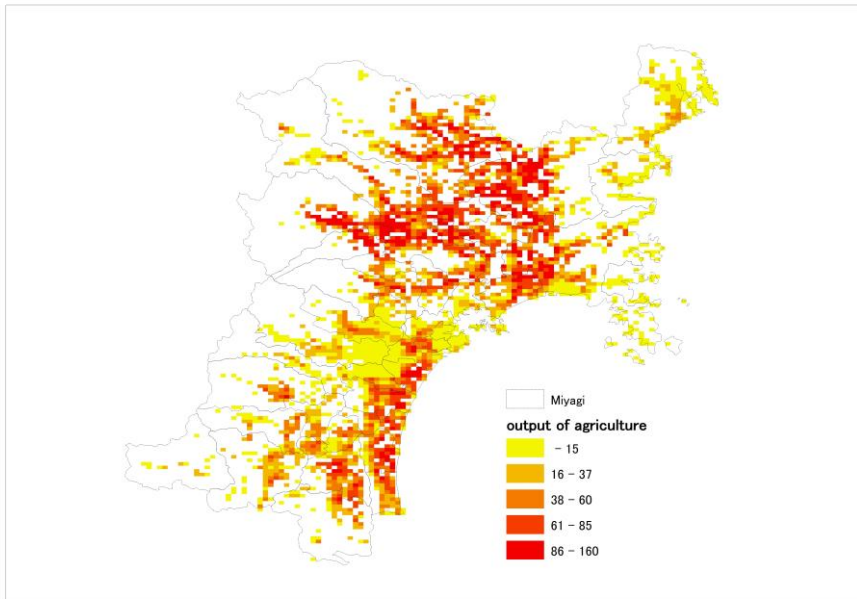 Miyagi
output of agriculture
- 15
16 - 37
38 - 60
61 - 85
86 - 160